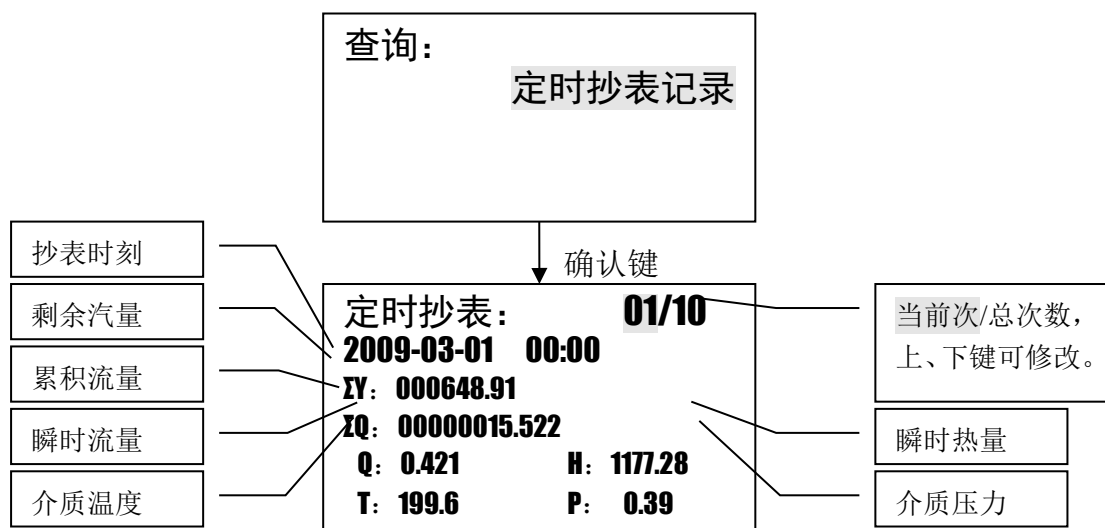 查询:
定时抄表记录
确认键
抄表时刻
剩余汽量
累积流量
瞬时流量
介质温度
定时抄表: 01/10
2009-03-01 00:00
ΣY: 000648.91
ΣQ: 00000015.522
Q: 0.421 H: 1177.28
T: 199.6 P: 0.39
当前次/总次数,
上、下键可修改。
瞬时热量
介质压力